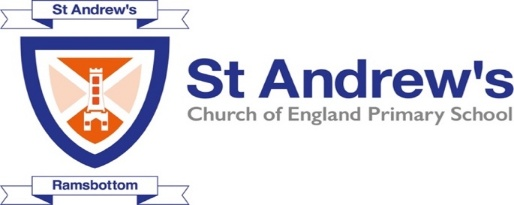 St Andrew's
St Andrew's
Church of England Primary School
Ramsbottom